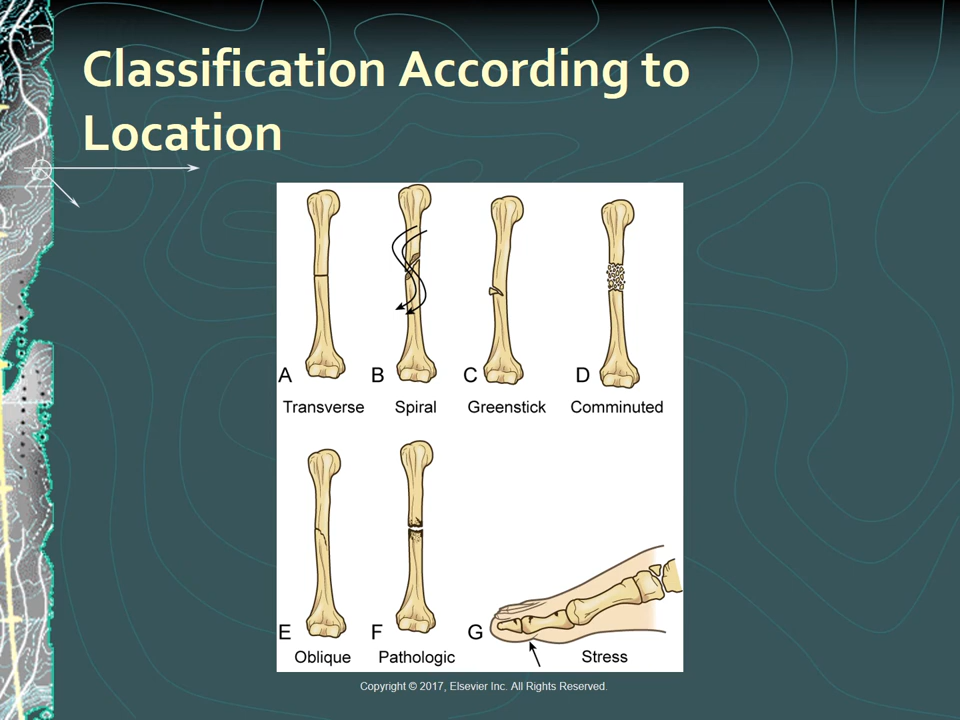 Classification According to
Location
A
B
C
D
Transverse
Spiral
Greenstick
Comminuted
E
F
G
Oblique
Pathologic
Stress
Copyright © 2017, Elsevier Inc. All Rights Reserved.